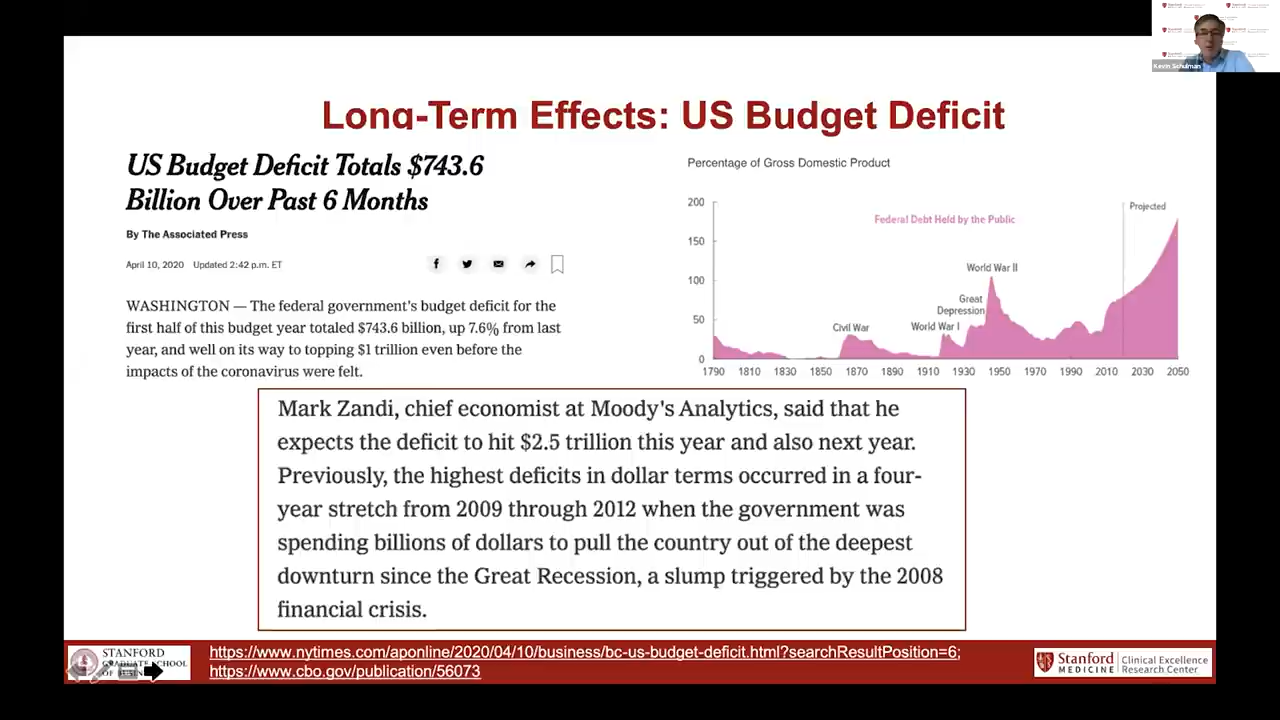 Kevin Schulman
Long-Term Effects: US Budget Deficit
US Budget Deficit Totals $743.6
Billion Over Past 6 Months
By The Associated Press
April 10, 2020 Updated 2:42 p.m. ET
WASHINGTON — The federal government's budget deficit for the
first half of this budget year totaled $743.6 billion, up 7.6% from last
year, and well on its way to topping $1 trillion even before the
impacts of the coronavirus were felt.
Percentage of Gross Domestic Product
200
150
100
50
0
Projected
Federal Debt Held by the Public
World War II
Great
Depression
Civil War
World War I
1790 1810 1830 1850 1870 1890 1910 1930 1950 1970 1990 2010 2030 2050
Mark Zandi, chief economist at Moody's Analytics, said that he
expects the deficit to hit $2.5 trillion this year and also next year.
Previously, the highest deficits in dollar terms occurred in a four-
year stretch from 2009 through 2012 when the government was
spending billions of dollars to pull the country out of the deepest
downturn since the Great Recession, a slump triggered by the 2008
financial crisis.
STANFORD
GRADUATE SCHOOL
OF BUSINESS
https://www.nytimes.com/aponline/2020/04/10/business/bc-us-budget-deficit.html?searchResultPosition=6;
https://www.cbo.gov/publication/56073
Stanford
MEDICINE
Clinical Excellence
Research Center